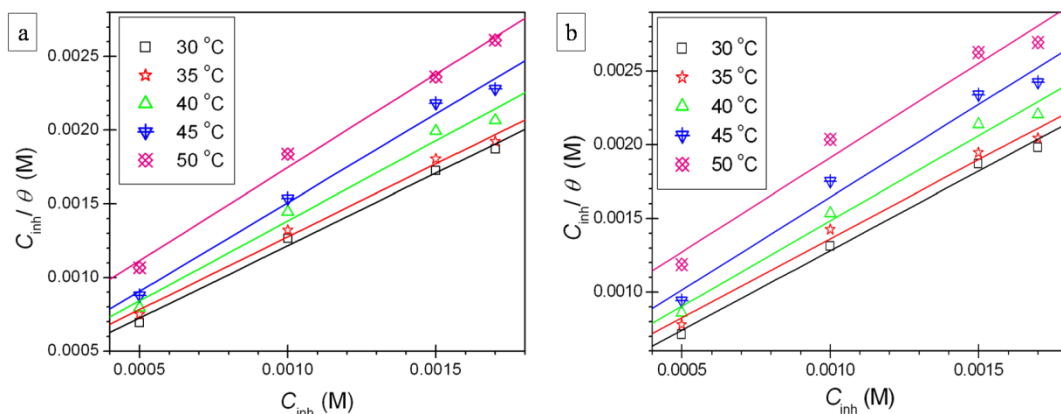 a
30 °C
35 °C
40 °C
45 °C
50 °C
0.0025
0.0020
0.0015
0.0010
0.0005
C_inh / θ (M)
0.0005 0.0010 0.0015
C_inh (M)
b
30 °C
35 °C
40 °C
45 °C
50 °C
0.0025
0.0020
0.0015
0.0010
C_inh / θ (M)
0.0005 0.0010 0.0015
C_inh (M)